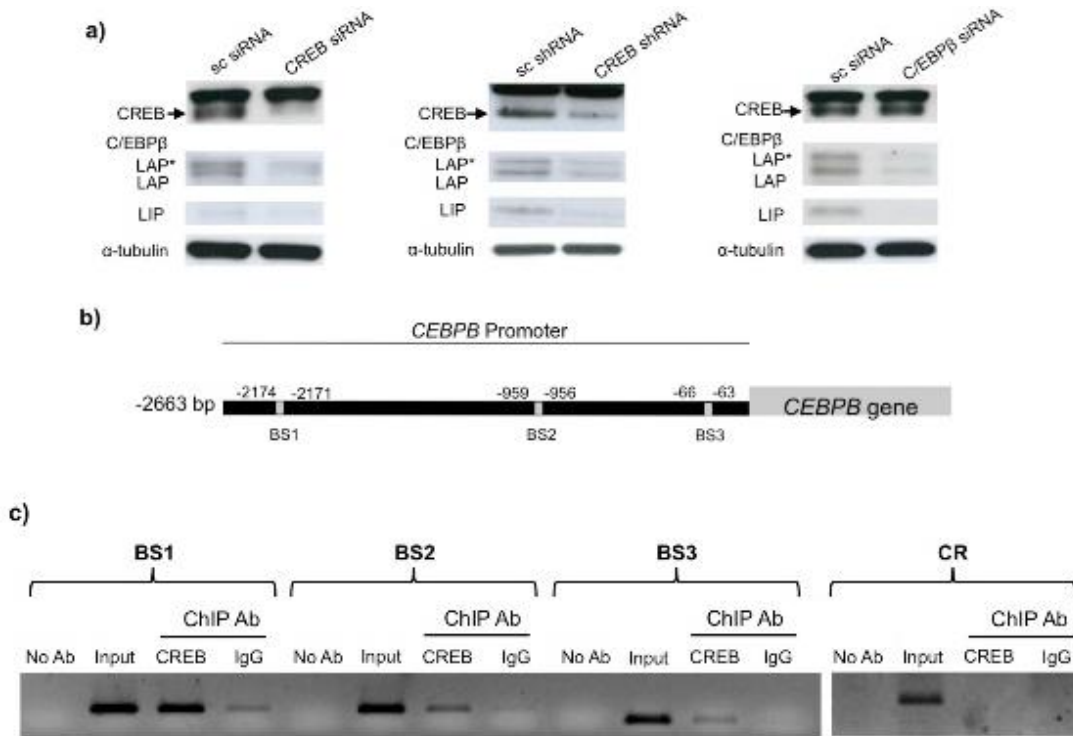 a)
sc siRNA
CREB siRNA
CREB
C/EBPβ
LAP*
LAP
LIP
α-tubulin
sc shRNA
CREB shRNA
CREB
C/EBPβ
LAP*
LAP
LIP
α-tubulin
sc siRNA
C/EBPβ siRNA
CREB
C/EBPβ
LAP*
LAP
LIP
α-tubulin
b)
CEBPB Promoter
-2174 -2171 -959 -956 -66 -63
-2663 bp CEBPB gene
BS1 BS2 BS3
c)
BS1 BS2 BS3 CR
ChIP Ab ChIP Ab ChIP Ab ChIP Ab
No Ab Input CREB IgG No Ab Input CREB IgG No Ab Input CREB IgG No Ab Input CREB IgG